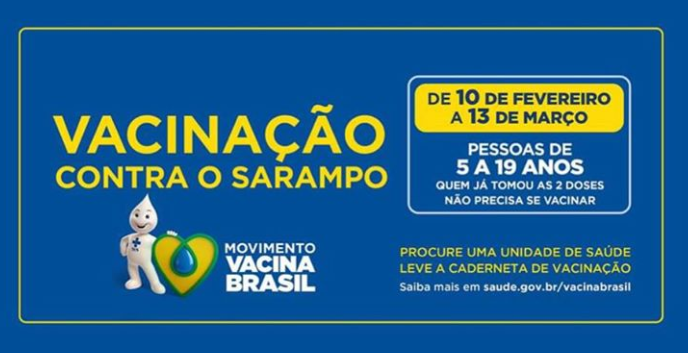 VACINAÇÃO
CONTRA O SARAMPO
MOVIMENTO
VACINA
BRASIL
DE 10 DE FEVEREIRO
A 13 DE MARÇO
PESSOAS DE
5 A 19 ANOS
QUEM JÁ TOMOU AS 2 DOSES
NÃO PRECISA SE VACINAR
PROCURE UMA UNIDADE DE SAÚDE
LEVE A CADERNETA DE VACINAÇÃO
Saiba mais em saude.gov.br/vacinabrasil